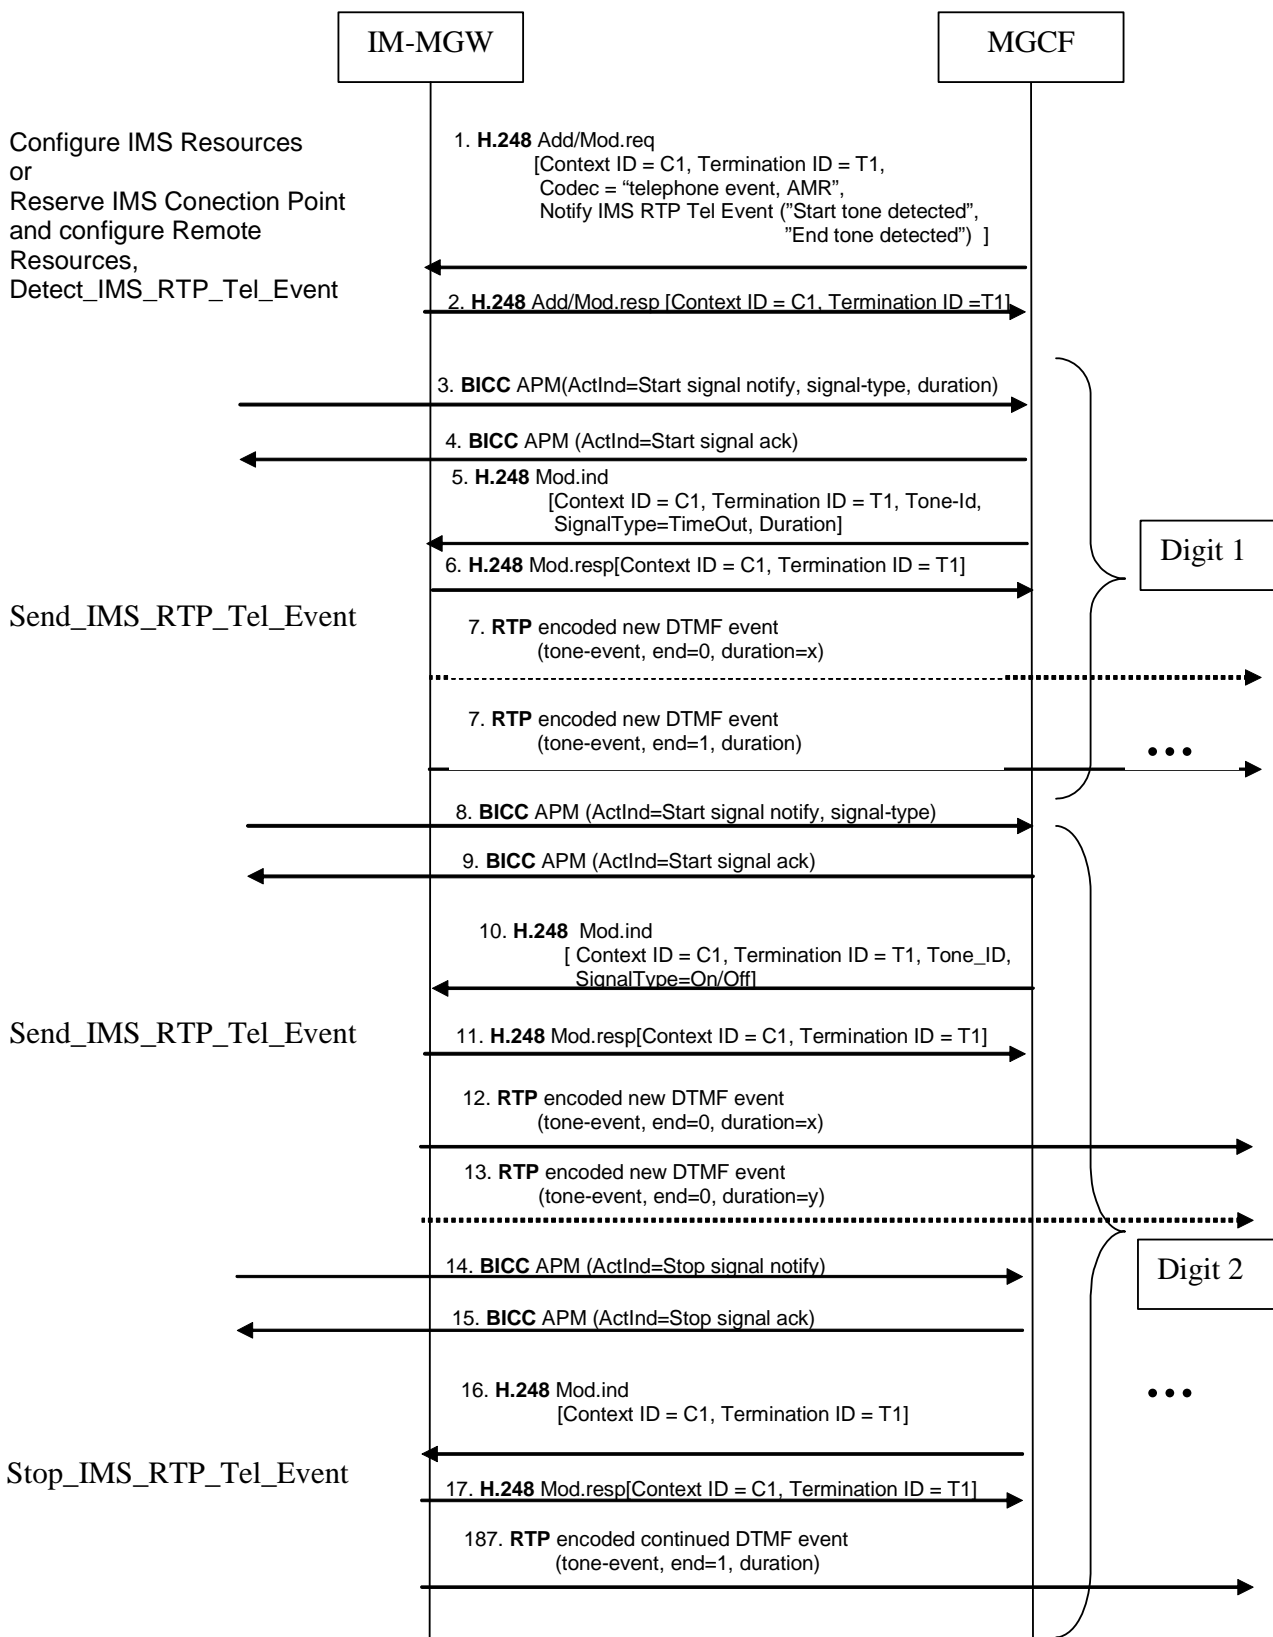 IM-MGW
MGCF
Configure IMS Resources
or
Reserve IMS Conection Point
and configure Remote
Resources,
Detect_IMS_RTP_Tel_Event
1. H.248 Add/Mod.req
[Context ID = C1, Termination ID = T1,
Codec = “telephone event, AMR”,
Notify IMS RTP Tel Event (”Start tone detected”,
”End tone detected”) ]
2. H.248 Add/Mod.resp [Context ID = C1, Termination ID =T1]
3. BICC APM(ActInd=Start signal notify, signal-type, duration)
4. BICC APM (ActInd=Start signal ack)
5. H.248 Mod.ind
[Context ID = C1, Termination ID = T1, Tone-Id,
SignalType=TimeOut, Duration]
Digit 1
6. H.248 Mod.resp[Context ID = C1, Termination ID = T1]
Send_IMS_RTP_Tel_Event
7. RTP encoded new DTMF event
(tone-event, end=0, duration=x)
7. RTP encoded new DTMF event
(tone-event, end=1, duration)
...
8. BICC APM (ActInd=Start signal notify, signal-type)
9. BICC APM (ActInd=Start signal ack)
10. H.248 Mod.ind
[ Context ID = C1, Termination ID = T1, Tone_ID,
SignalType=On/Off]
Send_IMS_RTP_Tel_Event
11. H.248 Mod.resp[Context ID = C1, Termination ID = T1]
12. RTP encoded new DTMF event
(tone-event, end=0, duration=x)
13. RTP encoded new DTMF event
(tone-event, end=0, duration=y)
14. BICC APM (ActInd=Stop signal notify)
Digit 2
15. BICC APM (ActInd=Stop signal ack)
16. H.248 Mod.ind
[Context ID = C1, Termination ID = T1]
...
Stop_IMS_RTP_Tel_Event
17. H.248 Mod.resp[Context ID = C1, Termination ID = T1]
187. RTP encoded continued DTMF event
(tone-event, end=1, duration)